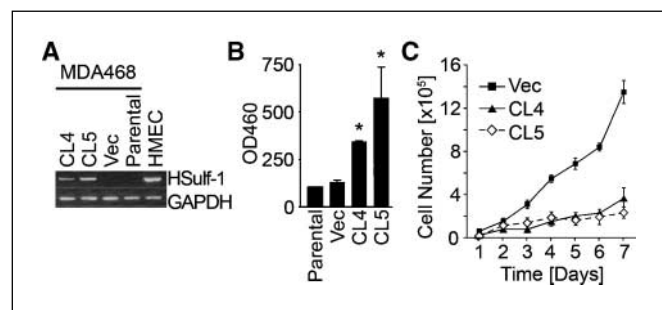 A
MDA468
CL4
CL5
Vec
Parental
HMEC
HSulf-1
GAPDH
B
OD460
750
500
250
0
*
*
Parental
Vec
CL4
CL5
C
Cell Number [x10⁵]
16
12
8
4
0
Vec
CL4
CL5
1 2 3 4 5 6 7
Time [Days]